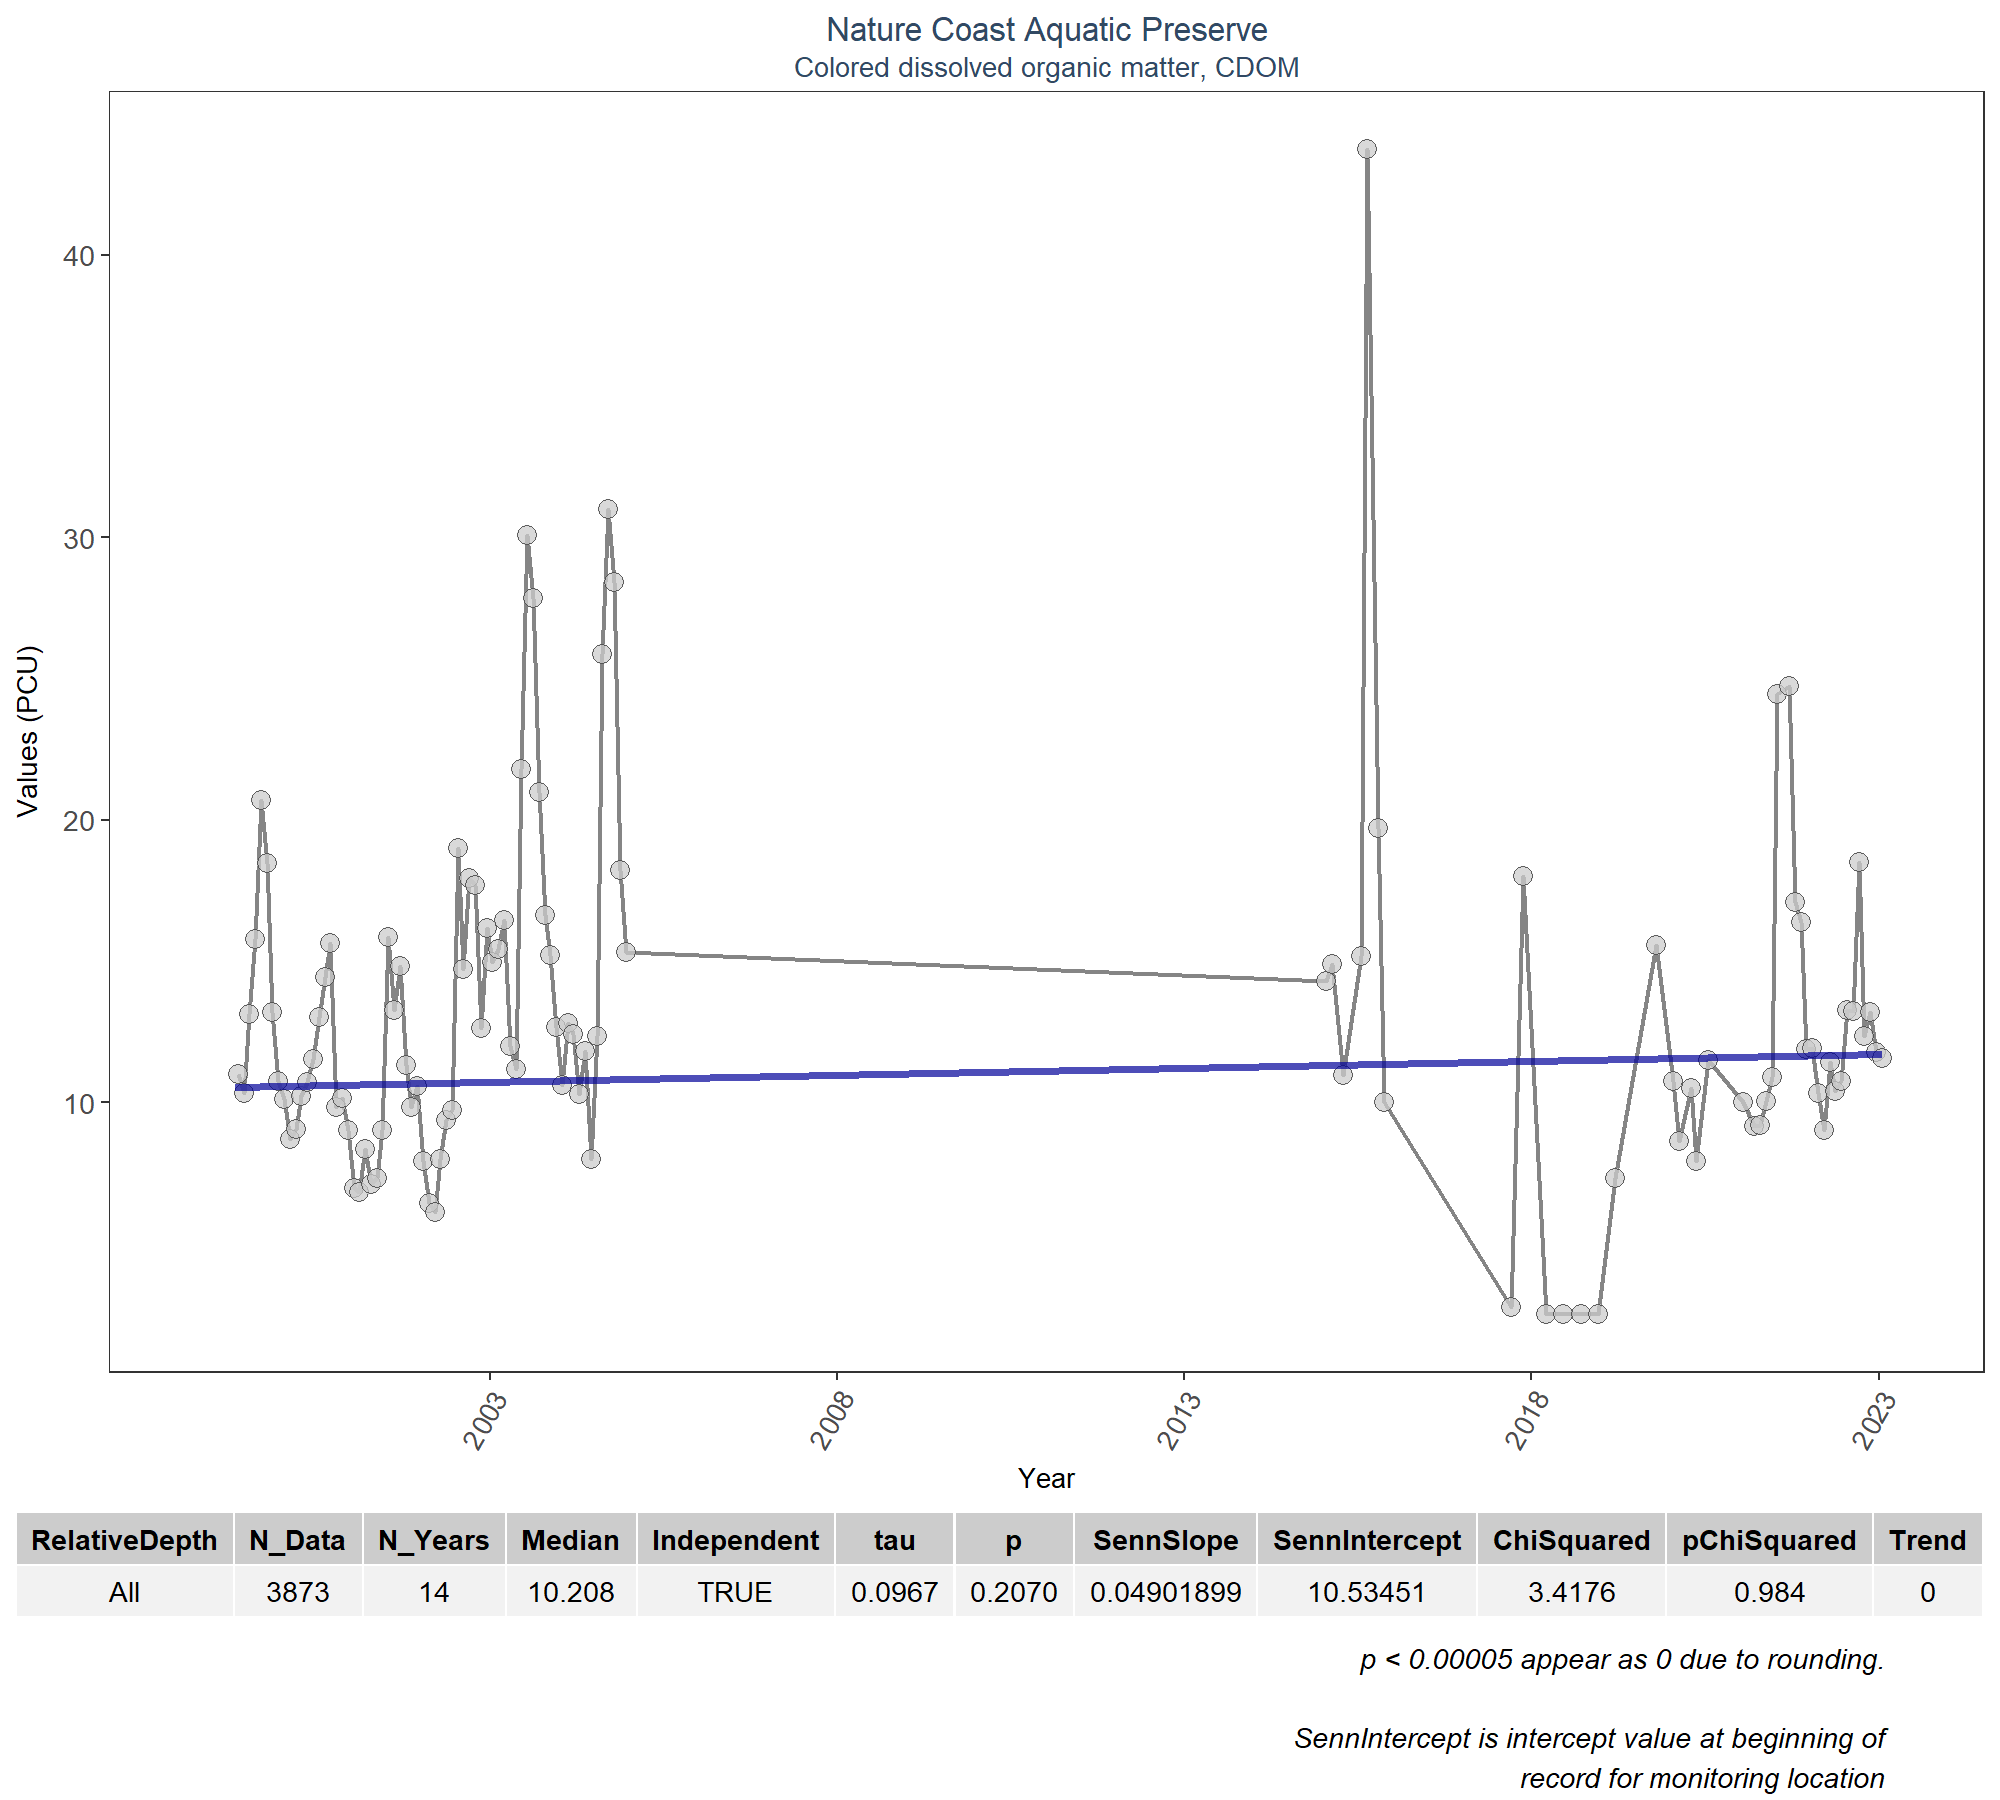 Nature Coast Aquatic Preserve
Colored dissolved organic matter, CDOM
40
30
20
10
Values (PCU)
2003
2008
2013
2018
2023
Year
RelativeDepth N_Data N_Years Median Independent tau p SennSlope SennIntercept ChiSquared pChiSquared Trend
All 3873 14 10.208 TRUE 0.0967 0.2070 0.04901899 10.53451 3.4176 0.984 0
p < 0.00005 appear as 0 due to rounding.
SennIntercept is intercept value at beginning of
record for monitoring location